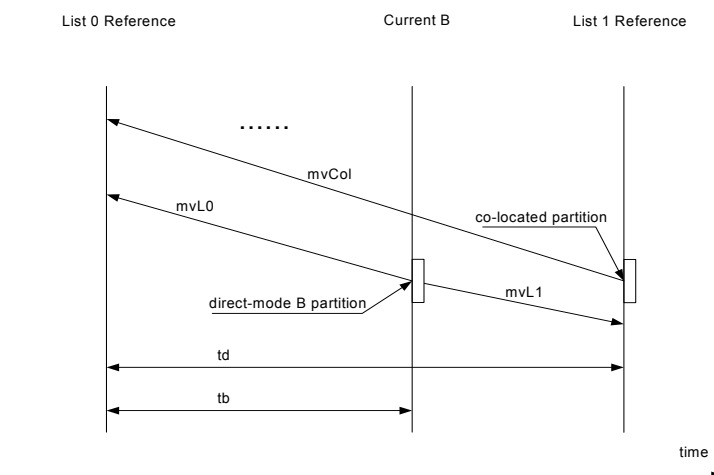 List 0 Reference
Current B
List 1 Reference
......
mvCol
mvL0
co-located partition
mvL1
direct-mode B partition
td
tb
time